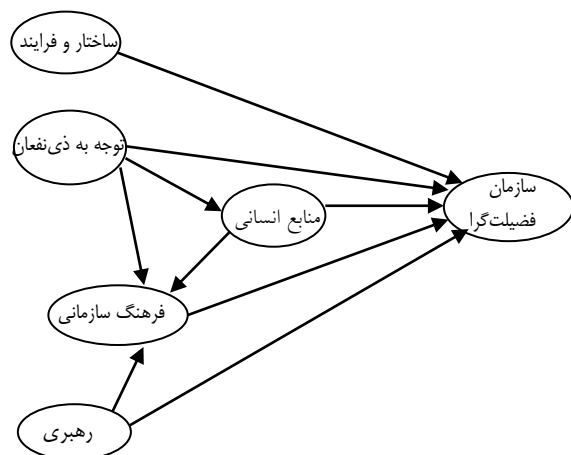 ساختار و فرایند
توجه به ذی‌نفعان
سازمان
فضیلت‌گرا
منابع انسانی
فرهنگ سازمانی
رهبری